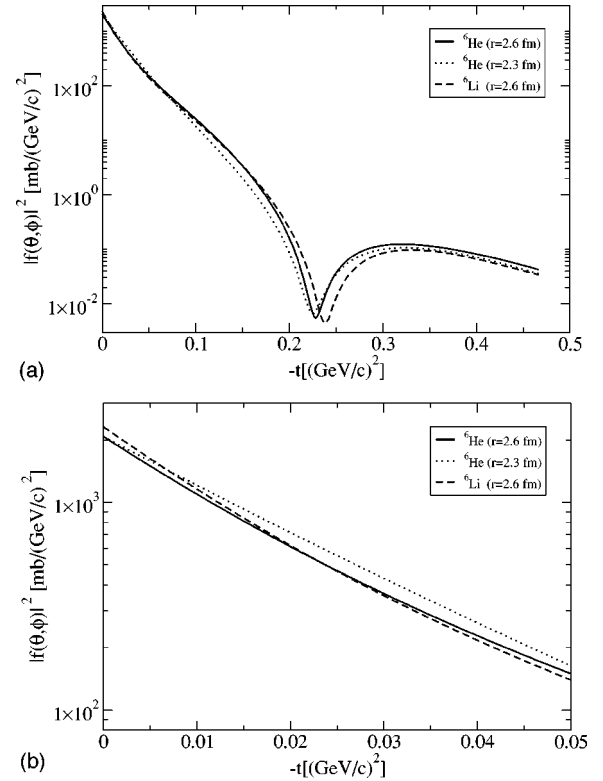 1×10²
1×10⁰
1×10⁻²
|f(θ,ϕ)|² [mb/(GeV/c)²]
⁶He (r=2.6 fm)
⁶He (r=2.3 fm)
⁶Li (r=2.6 fm)
0 0.1 0.2 0.3 0.4 0.5
-t[(GeV/c)²]
(a)
1×10³
1×10²
|f(θ,ϕ)|² [mb/(GeV/c)²]
⁶He (r=2.6 fm)
⁶He (r=2.3 fm)
⁶Li (r=2.6 fm)
0 0.01 0.02 0.03 0.04 0.05
-t[(GeV/c)²]
(b)